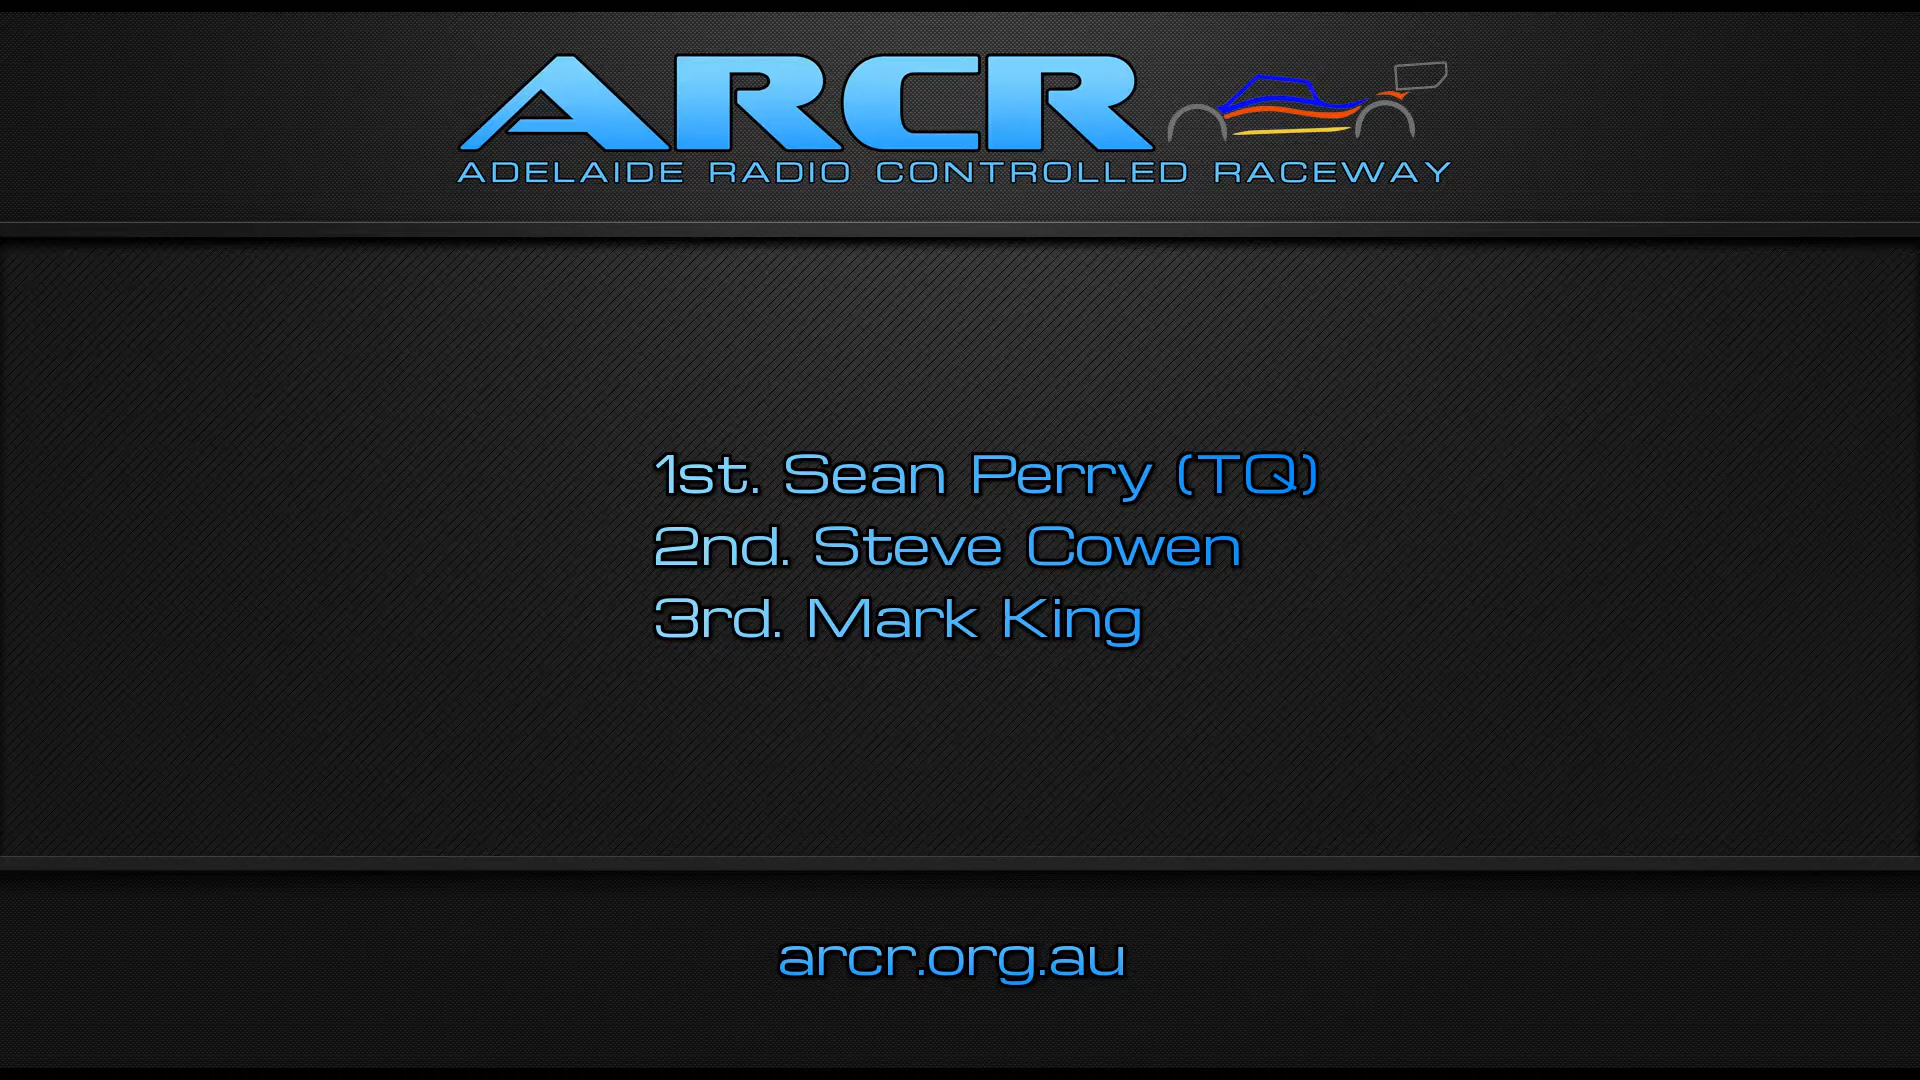 ARCR
ADELAIDE RADIO CONTROLLED RACEWAY
1st. Sean Perry (TQ)
2nd. Steve Cowen
3rd. Mark King
arcr.org.au